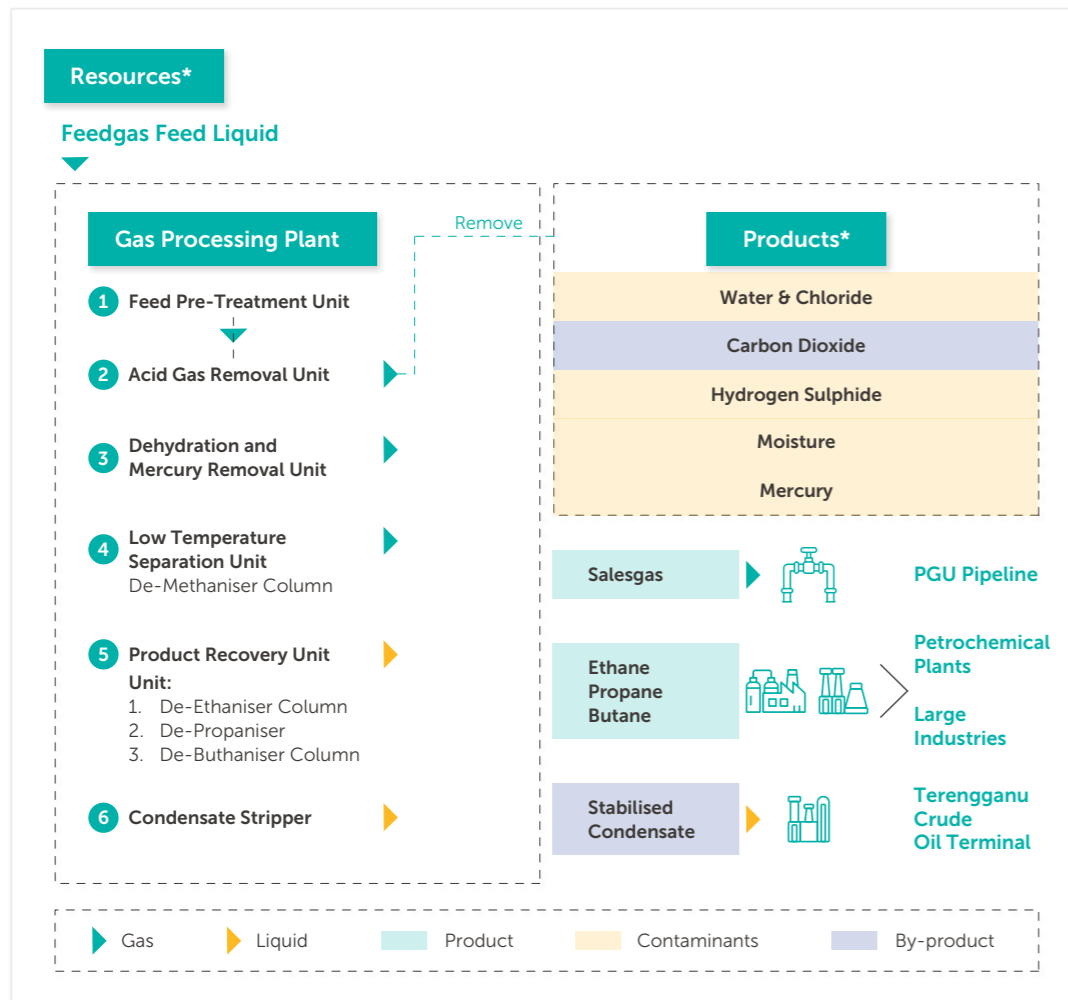 Resources*
Feedgas Feed Liquid
Gas Processing Plant
1 Feed Pre-Treatment Unit
2 Acid Gas Removal Unit
3 Dehydration and
Mercury Removal Unit
4 Low Temperature
Separation Unit
De-Methaniser Column
5 Product Recovery Unit
Unit:
1. De-Ethaniser Column
2. De-Propaniser
3. De-Buthaniser Column
6 Condensate Stripper
Remove
Products*
Water & Chloride
Carbon Dioxide
Hydrogen Sulphide
Moisture
Mercury
Salesgas
PGU Pipeline
Ethane
Propane
Butane
Petrochemical
Plants
Large
Industries
Stabilised
Condensate
Terengganu
Crude
Oil Terminal
Gas
Liquid
Product
Contaminants
By-product